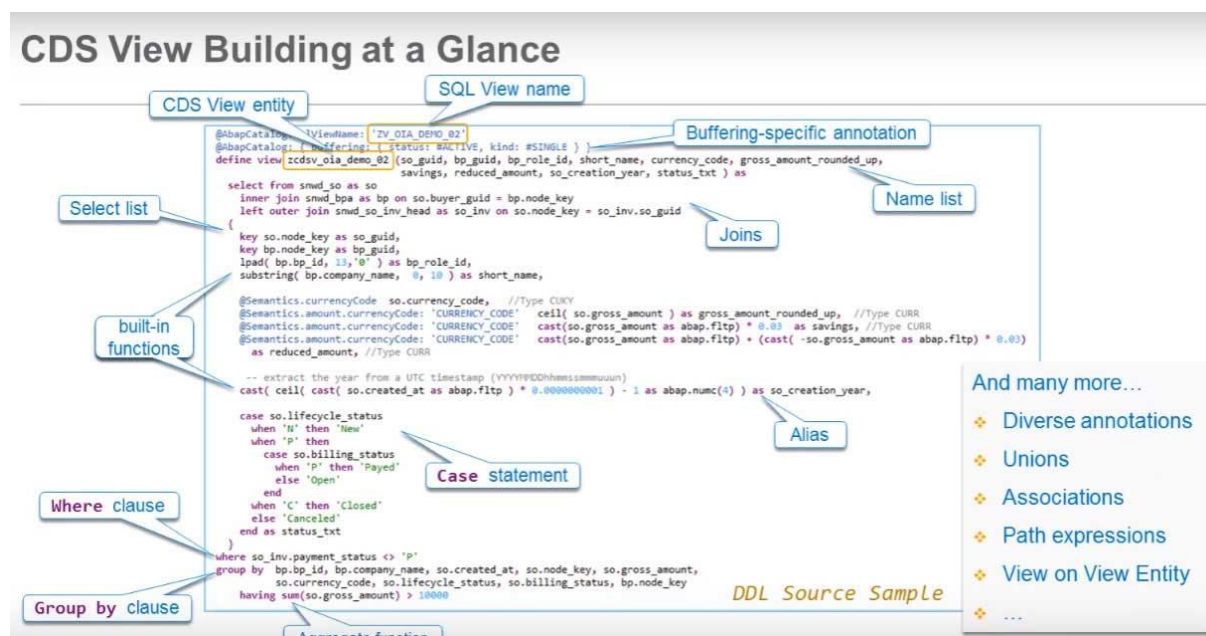 CDS View Building at a Glance
SQL View name
CDS View entity
Buffering-specific annotation
@AbapCatalog. lViewName: 'ZV_OIA_DEMO_02'
@AbapCatalog: { buffering: { status: #ACTIVE, kind: #SINGLE } }
define view zcdsv_oia_demo_02 (so_guid, bp_guid, bp_role_id, short_name, currency_code, gross_amount_rounded_up,
savings, reduced_amount, so_creation_year, status_txt ) as
Name list
select from snwd_so as so
inner join snwd_bpa as bp on so.buyer_guid = bp.node_key
left outer join snwd_so_inv_head as so_inv on so.node_key = so_inv.so_guid
Select list
Joins
{
key so.node_key as so_guid,
key bp.node_key as bp_guid,
lpad( bp.bp_id, 13,'0' ) as bp_role_id,
substring( bp.company_name, 0, 10 ) as short_name,
built-in
functions
@Semantics.currencyCode so.currency_code, //Type CUKY
@Semantics.amount.currencyCode: 'CURRENCY_CODE' ceil( so.gross_amount ) as gross_amount_rounded_up, //Type CURR
@Semantics.amount.currencyCode: 'CURRENCY_CODE' cast(so.gross_amount as abap.fltp) * 0.03 as savings, //Type CURR
@Semantics.amount.currencyCode: 'CURRENCY_CODE' cast(so.gross_amount as abap.fltp) + (cast( -so.gross_amount as abap.fltp) * 0.03)
as reduced_amount, //Type CURR
-- extract the year from a UTC timestamp (YYYYMMDDhhmmssmmmuuun)
cast( ceil( cast( so.created_at as abap.fltp ) * 0.0000000001 ) - 1 as abap.numc(4) ) as so_creation_year,
Alias
case so.lifecycle_status
when 'N' then 'New'
when 'P' then
case so.billing_status
when 'P' then 'Payed'
else 'Open'
end
when 'C' then 'Closed'
else 'Canceled'
end as status_txt
}
Case statement
Where clause
where so_inv.payment_status <> 'P'
group by bp.bp_id, bp.company_name, so.created_at, so.node_key, so.gross_amount,
so.currency_code, so.lifecycle_status, so.billing_status, bp.node_key
having sum(so.gross_amount) > 10000
Group by clause
DDL Source Sample
Aggregate function
And many more...
Diverse annotations
Unions
Associations
Path expressions
View on View Entity
...